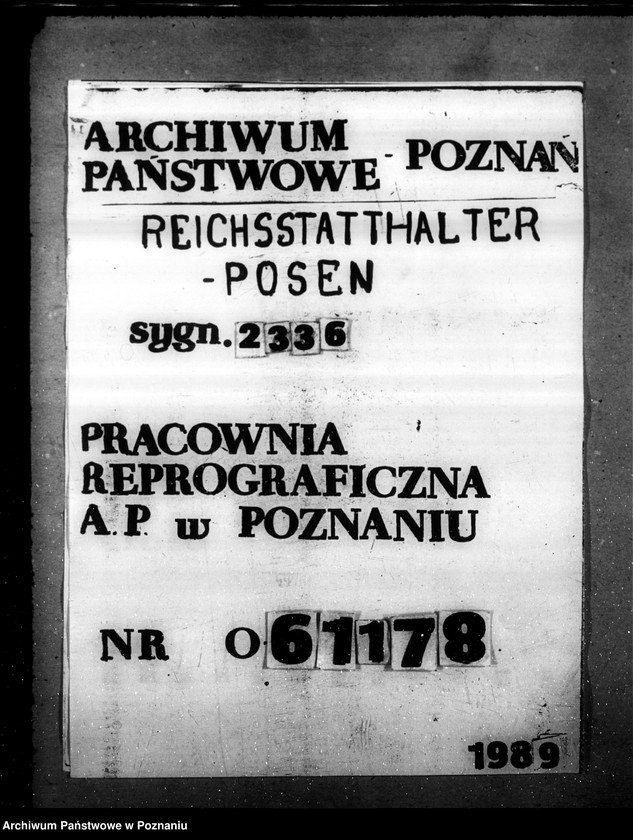 ARCHIWUM
PAŃSTWOWE - POZNAŃ
REICHSSTATTHALTER
-POSEN
sygn. 2336
PRACOWNIA
REPROGRAFICZNA
A.P. w POZNANIU
NR O·61178
1989
Archiwum Państwowe w Poznaniu